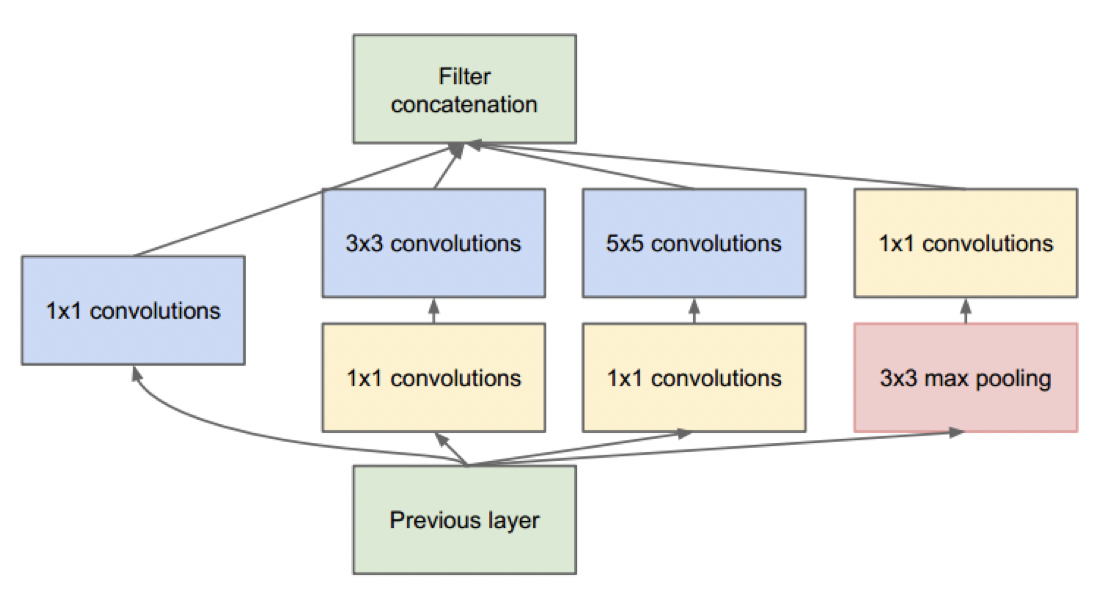 Filter
concatenation
3x3 convolutions
5x5 convolutions
1x1 convolutions
1x1 convolutions
1x1 convolutions
1x1 convolutions
3x3 max pooling
Previous layer